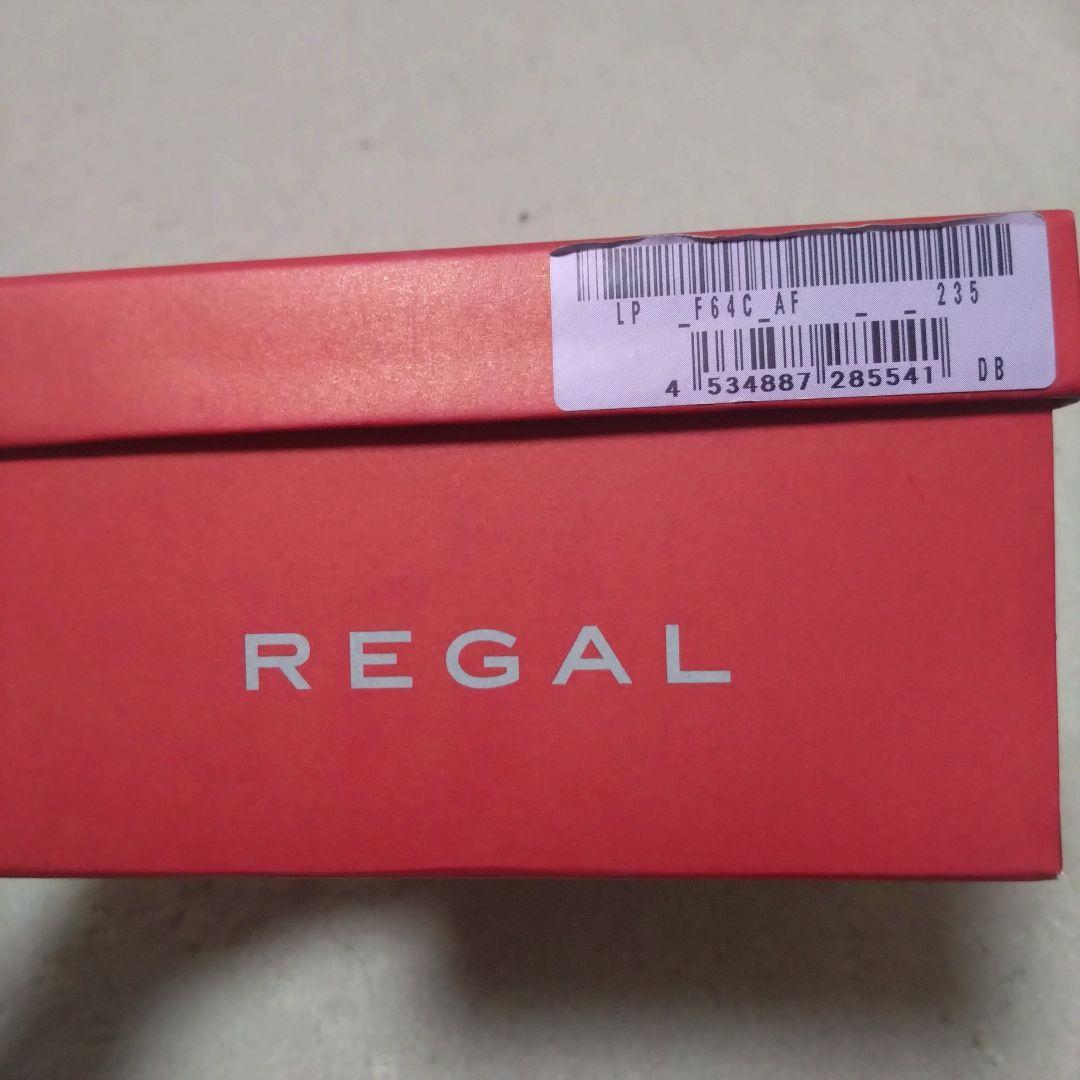 LP _F64C_AF _ _ 235
4 534887 285541 DB
REGAL